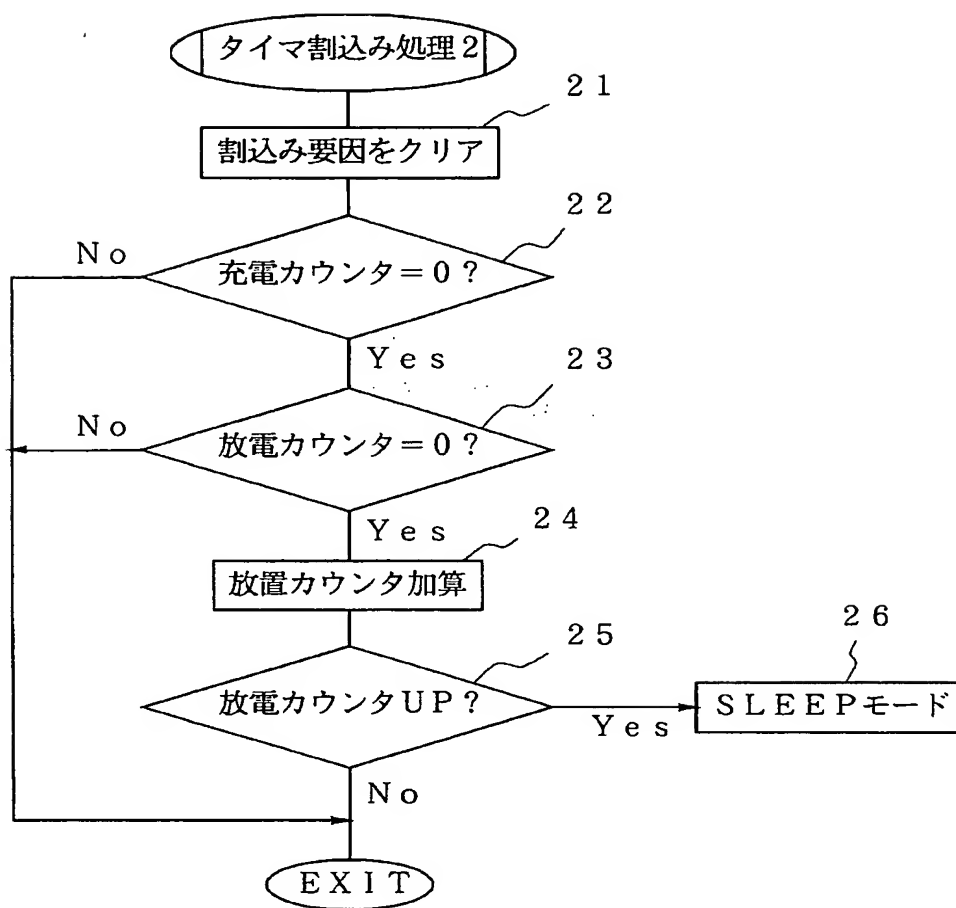 タイマ割込み処理2
21
割込み要因をクリア
22
No
充電カウンタ=0?
Yes
23
No
放電カウンタ=0?
Yes
24
放置カウンタ加算
25
26
放電カウンタUP?
SLEEPモード
Yes
No
EXIT